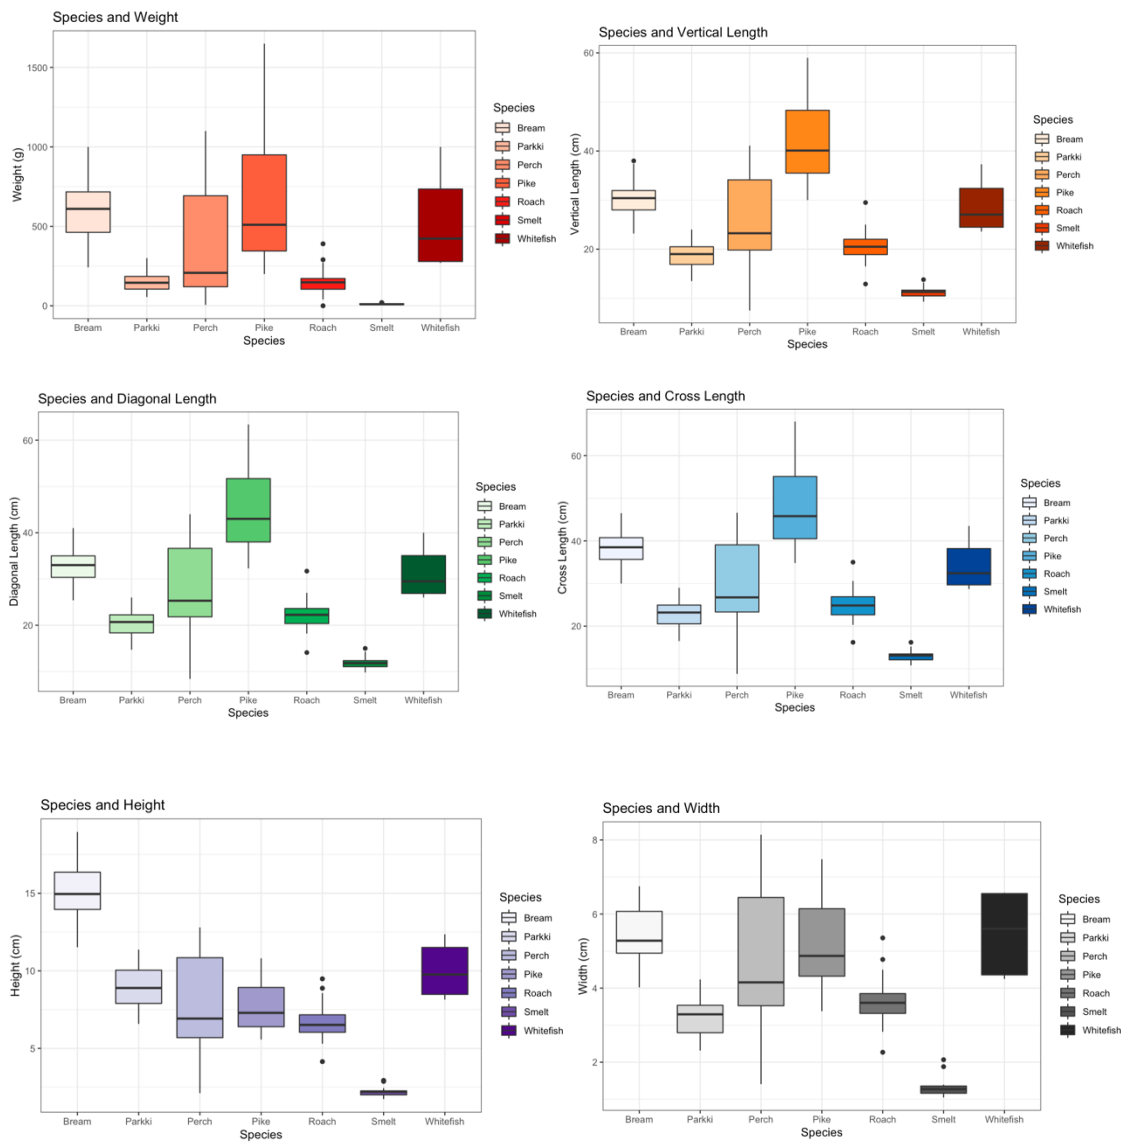 Species and Weight
Weight (g)
1500
1000
500
0
Bream Parkki Perch Pike Roach Smelt Whitefish
Species
Species
Bream
Parkki
Perch
Pike
Roach
Smelt
Whitefish
Species and Vertical Length
Vertical Length (cm)
60
40
20
Bream Parkki Perch Pike Roach Smelt Whitefish
Species
Species
Bream
Parkki
Perch
Pike
Roach
Smelt
Whitefish
Species and Diagonal Length
Diagonal Length (cm)
60
40
20
Bream Parkki Perch Pike Roach Smelt Whitefish
Species
Species
Bream
Parkki
Perch
Pike
Roach
Smelt
Whitefish
Species and Cross Length
Cross Length (cm)
60
40
20
Bream Parkki Perch Pike Roach Smelt Whitefish
Species
Species
Bream
Parkki
Perch
Pike
Roach
Smelt
Whitefish
Species and Height
Height (cm)
15
10
5
Bream Parkki Perch Pike Roach Smelt Whitefish
Species
Species
Bream
Parkki
Perch
Pike
Roach
Smelt
Whitefish
Species and Width
Width (cm)
8
6
4
2
Bream Parkki Perch Pike Roach Smelt Whitefish
Species
Species
Bream
Parkki
Perch
Pike
Roach
Smelt
Whitefish